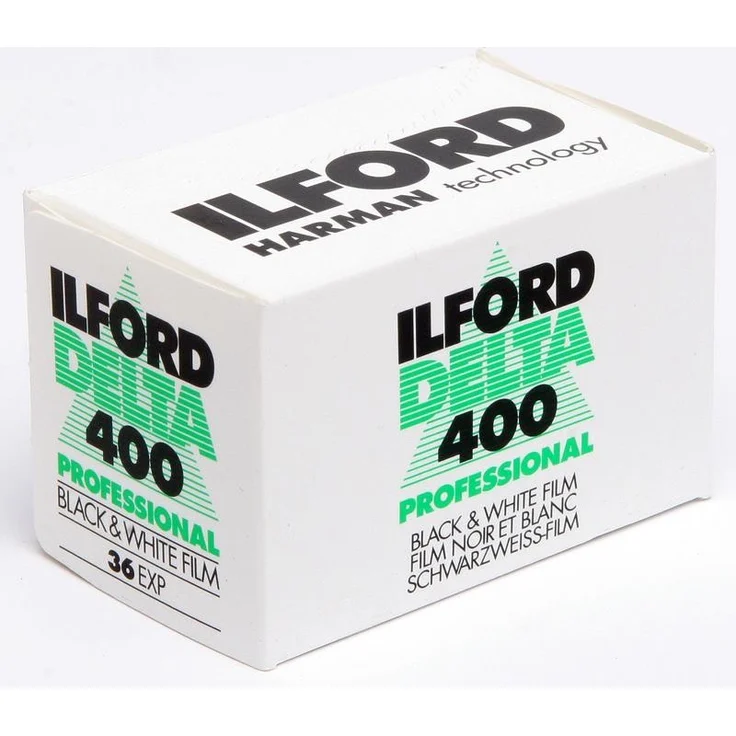 ILFORD
HARMAN technology
ILFORD
DELTA
400
PROFESSIONAL
BLACK & WHITE FILM
36 EXP
ILFORD
DELTA
400
PROFESSIONAL
BLACK & WHITE FILM
FILM NOIR ET BLANC
SCHWARZWEISS-FILM